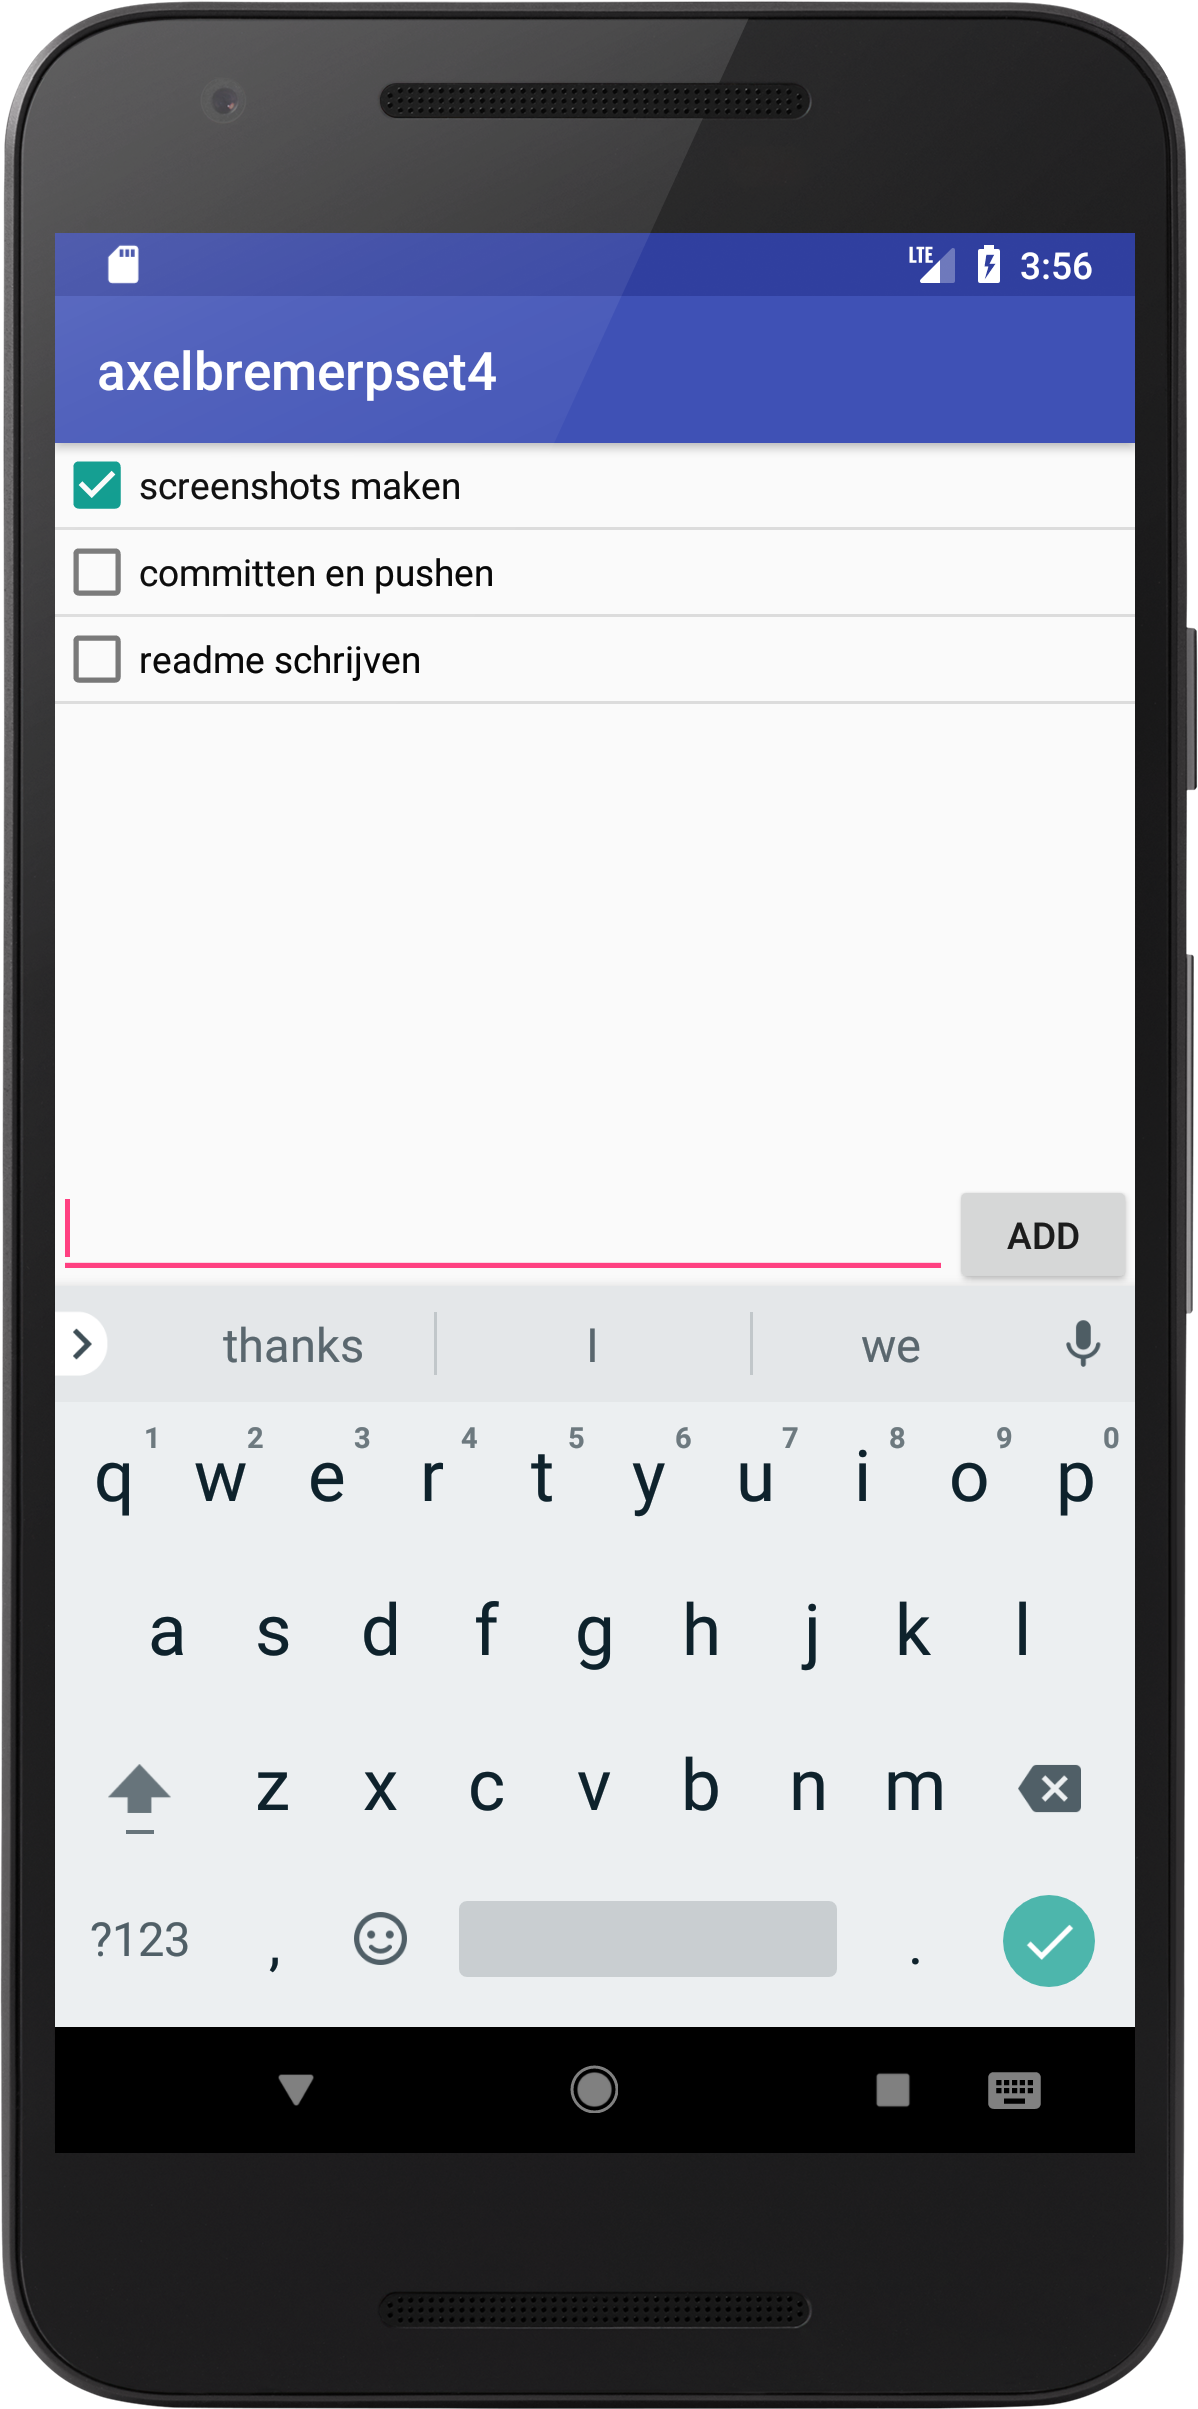 LTE 3:56
axelbremerpset4
screenshots maken
committen en pushen
readme schrijven
ADD
thanks I we
1 2 3 4 5 6 7 8 9 0
q w e r t y u i o p
a s d f g h j k l
z x c v b n m
?123 , .